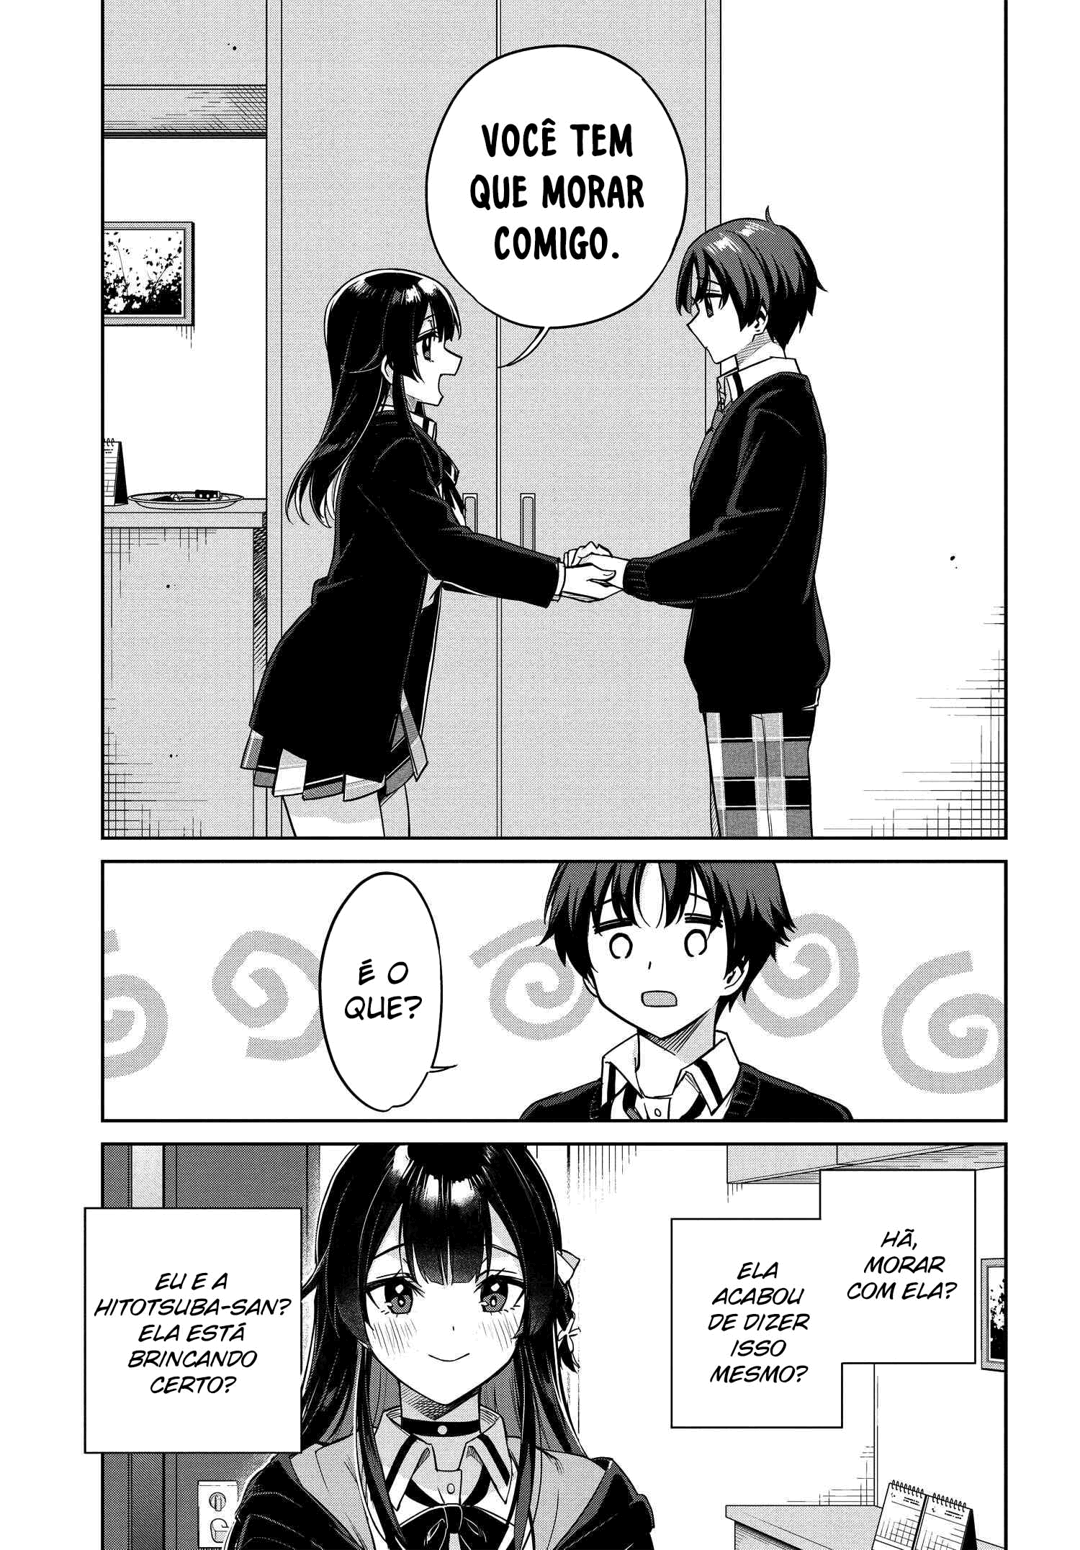 VOCÊ TEM
QUE MORAR
COMIGO.
É O
QUE?
HÃ,
MORAR
COM ELA?
ELA
ACABOU
DE DIZER
ISSO
MESMO?
EU E A
HITOTSUBA-SAN?
ELA ESTÁ
BRINCANDO
CERTO?